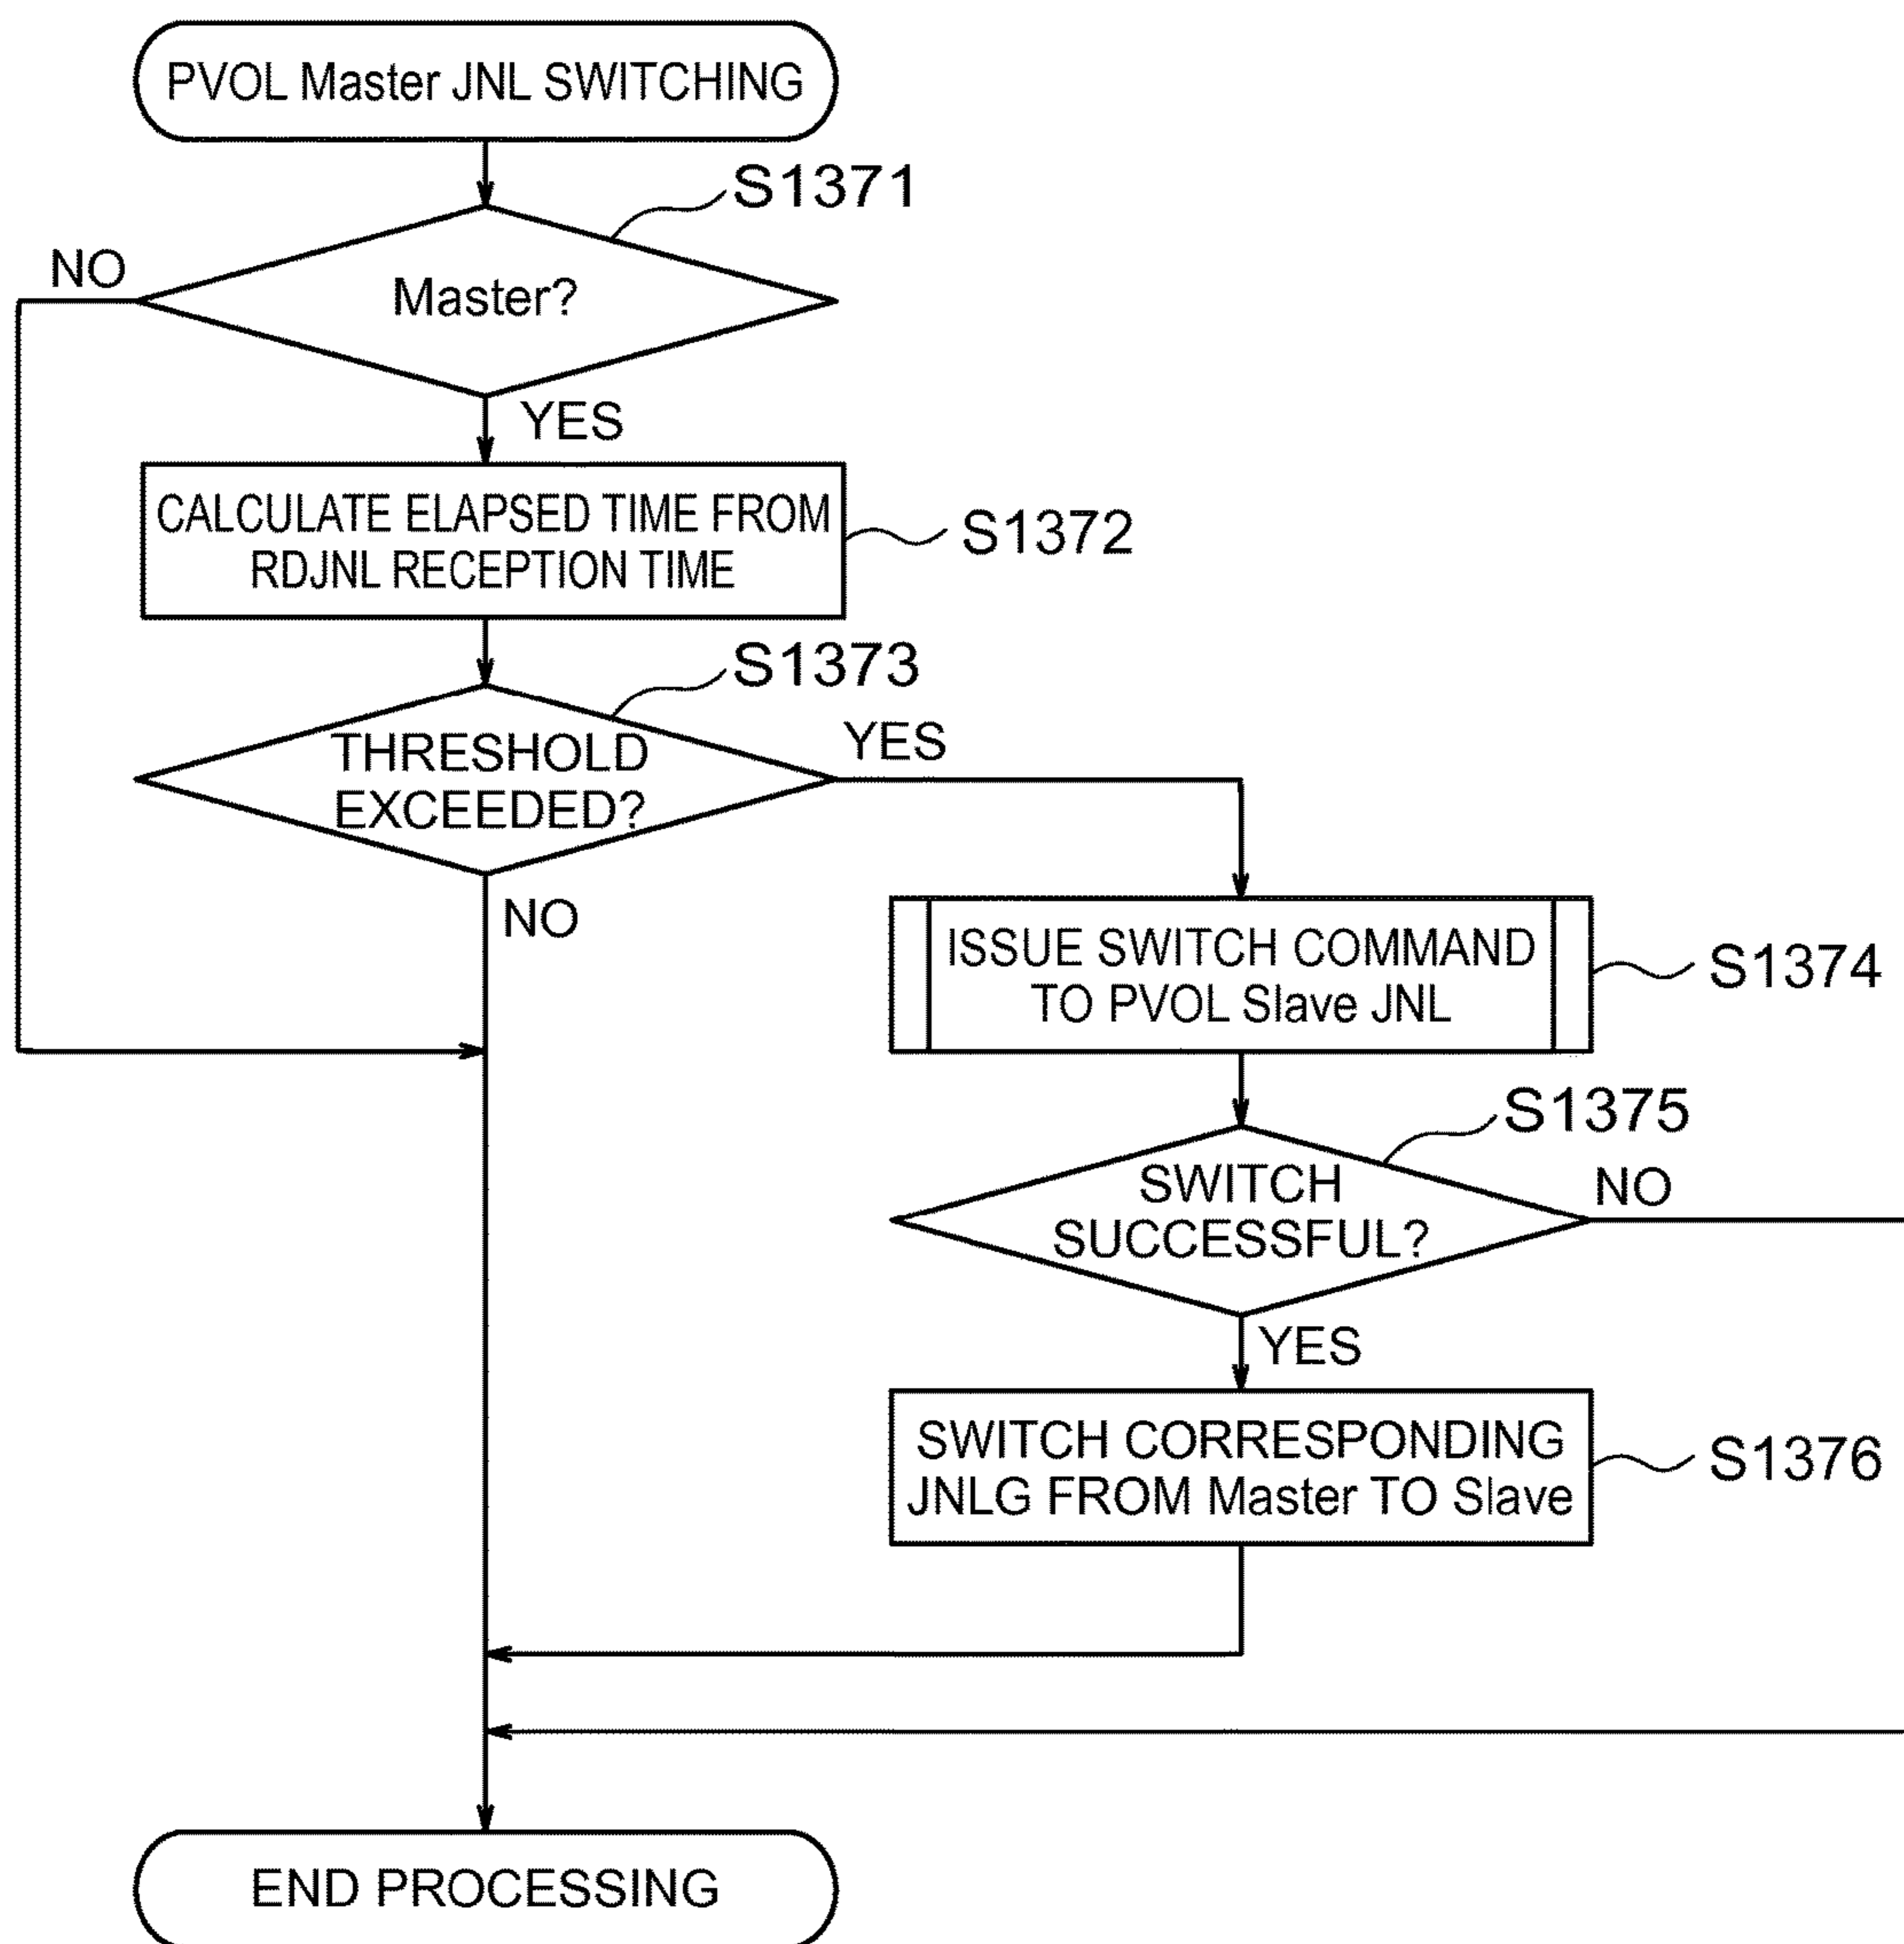 PVOL Master JNL SWITCHING
S1371
NO
Master?
YES
CALCULATE ELAPSED TIME FROM
RDJNL RECEPTION TIME
S1372
S1373
THRESHOLD
EXCEEDED?
YES
NO
ISSUE SWITCH COMMAND
TO PVOL Slave JNL
S1374
S1375
SWITCH
SUCCESSFUL?
NO
YES
SWITCH CORRESPONDING
JNLG FROM Master TO Slave
S1376
END PROCESSING